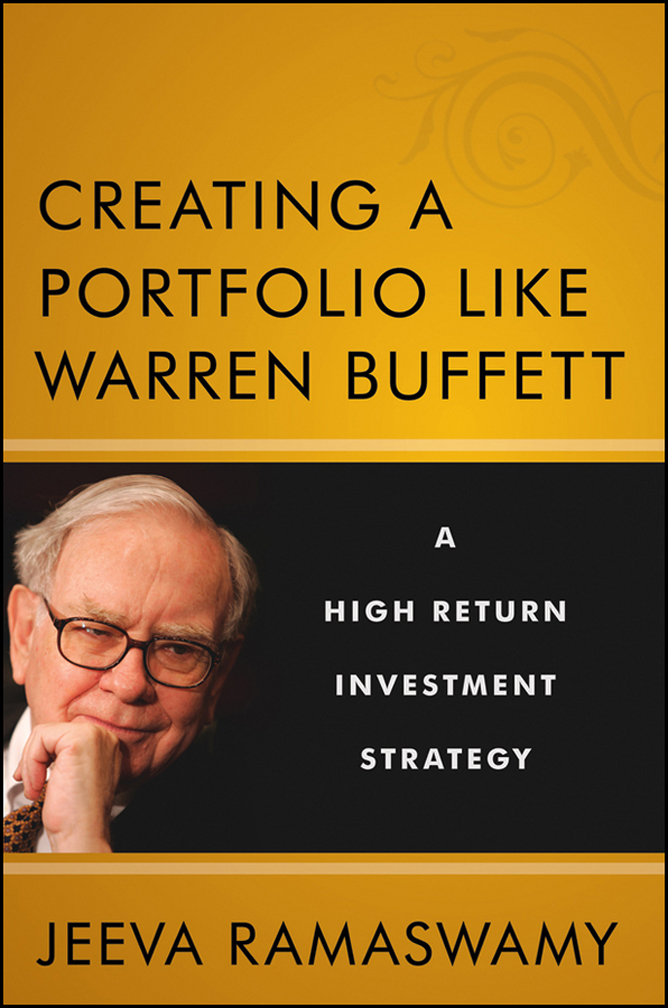 CREATING A
PORTFOLIO LIKE
WARREN BUFFETT
A
HIGH RETURN
INVESTMENT
STRATEGY
JEEVA RAMASWAMY